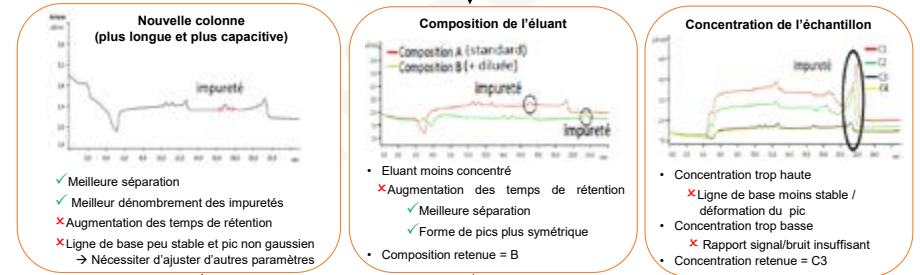 Nouvelle colonne
(plus longue et plus capacitive)
impureté
✓Meilleure séparation
✓ Meilleur dénombrement des impuretés
✗Augmentation des temps de rétention
✗Ligne de base peu stable et pic non gaussien
→ Nécessiter d'ajuster d'autres paramètres
Composition de l'éluant
Composition A (standard)
Composition B (+ diluée)
impureté
impureté
• Eluant moins concentré
✗Augmentation des temps de rétention
✓Meilleure séparation
✓Forme de pics plus symétrique
• Composition retenue = B
Concentration de l'échantillon
impureté
C1
C2
C3
C4
• Concentration trop haute
✗Ligne de base moins stable /
déformation du pic
• Concentration trop basse
✗ Rapport signal/bruit insuffisant
• Concentration retenue = C3